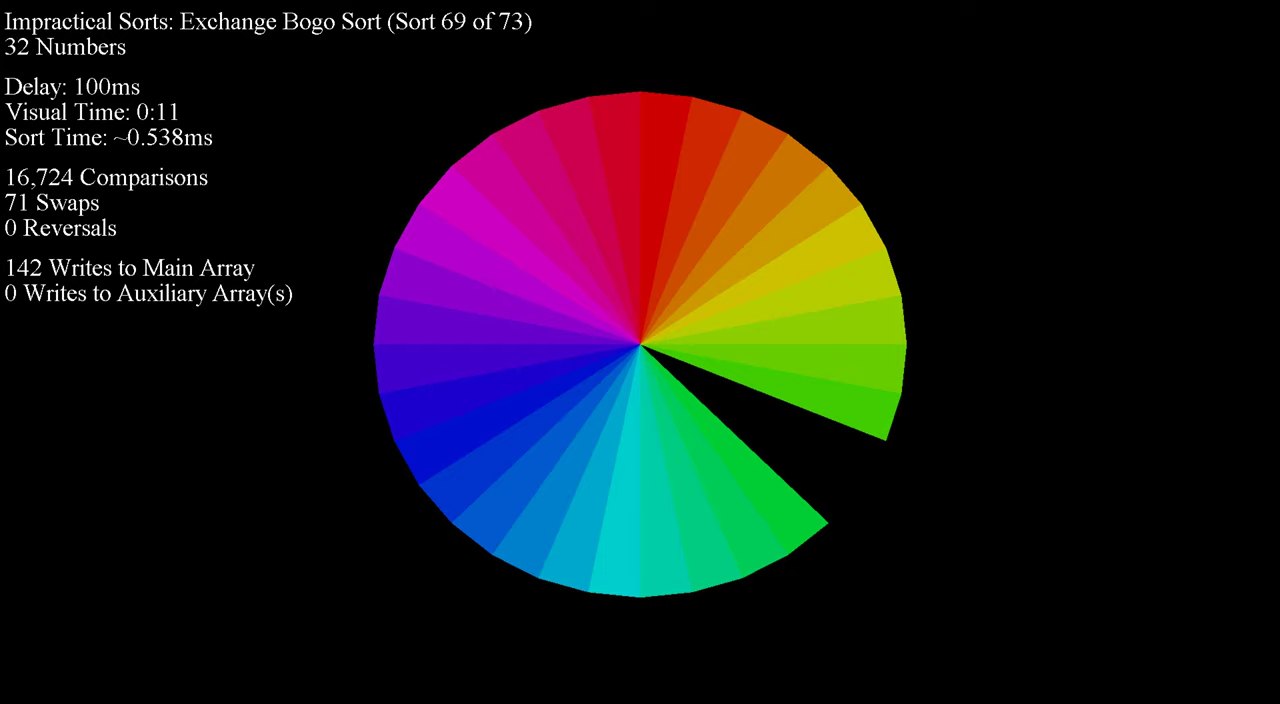 Impractical Sorts: Exchange Bogo Sort (Sort 69 of 73)
32 Numbers
Delay: 100ms
Visual Time: 0:11
Sort Time: ~0.538ms
16,724 Comparisons
71 Swaps
0 Reversals
142 Writes to Main Array
0 Writes to Auxiliary Array(s)